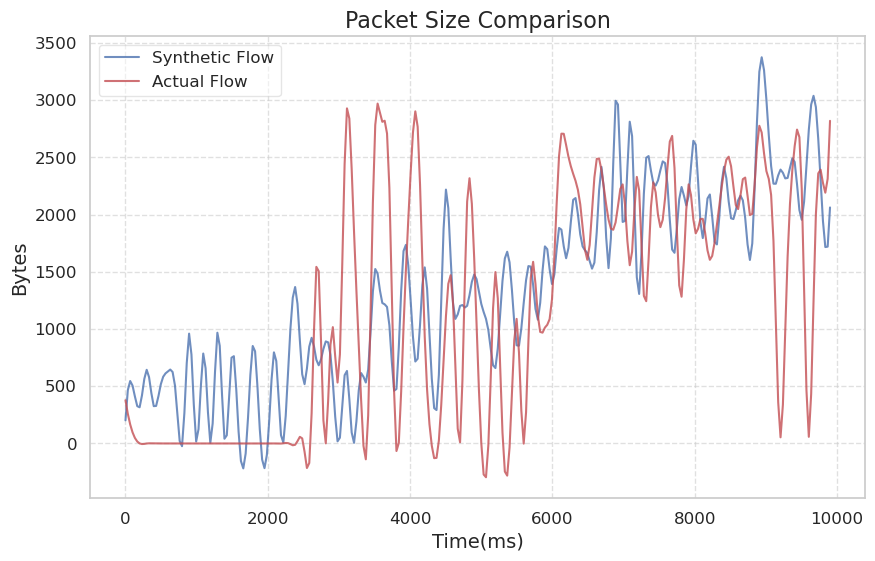 Packet Size Comparison
Synthetic Flow
Actual Flow
3500
3000
2500
2000
1500
1000
500
0
Bytes
0 2000 4000 6000 8000 10000
Time(ms)